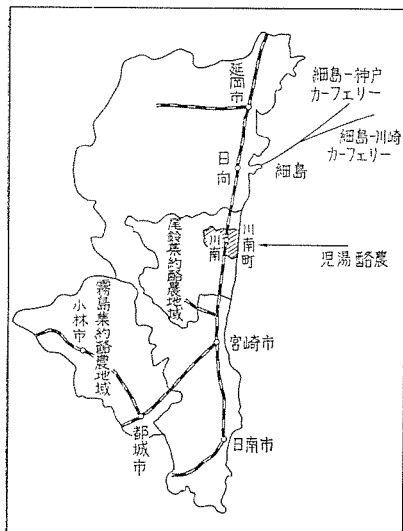 延岡市
細島−神戸
カーフェリー
細島−川崎
カーフェリー
日向
細島
尾鈴集約酪農地域
川南
川南町
児湯酪農
霧島集約酪農地域
小林市
宮崎市
都城市
日南市